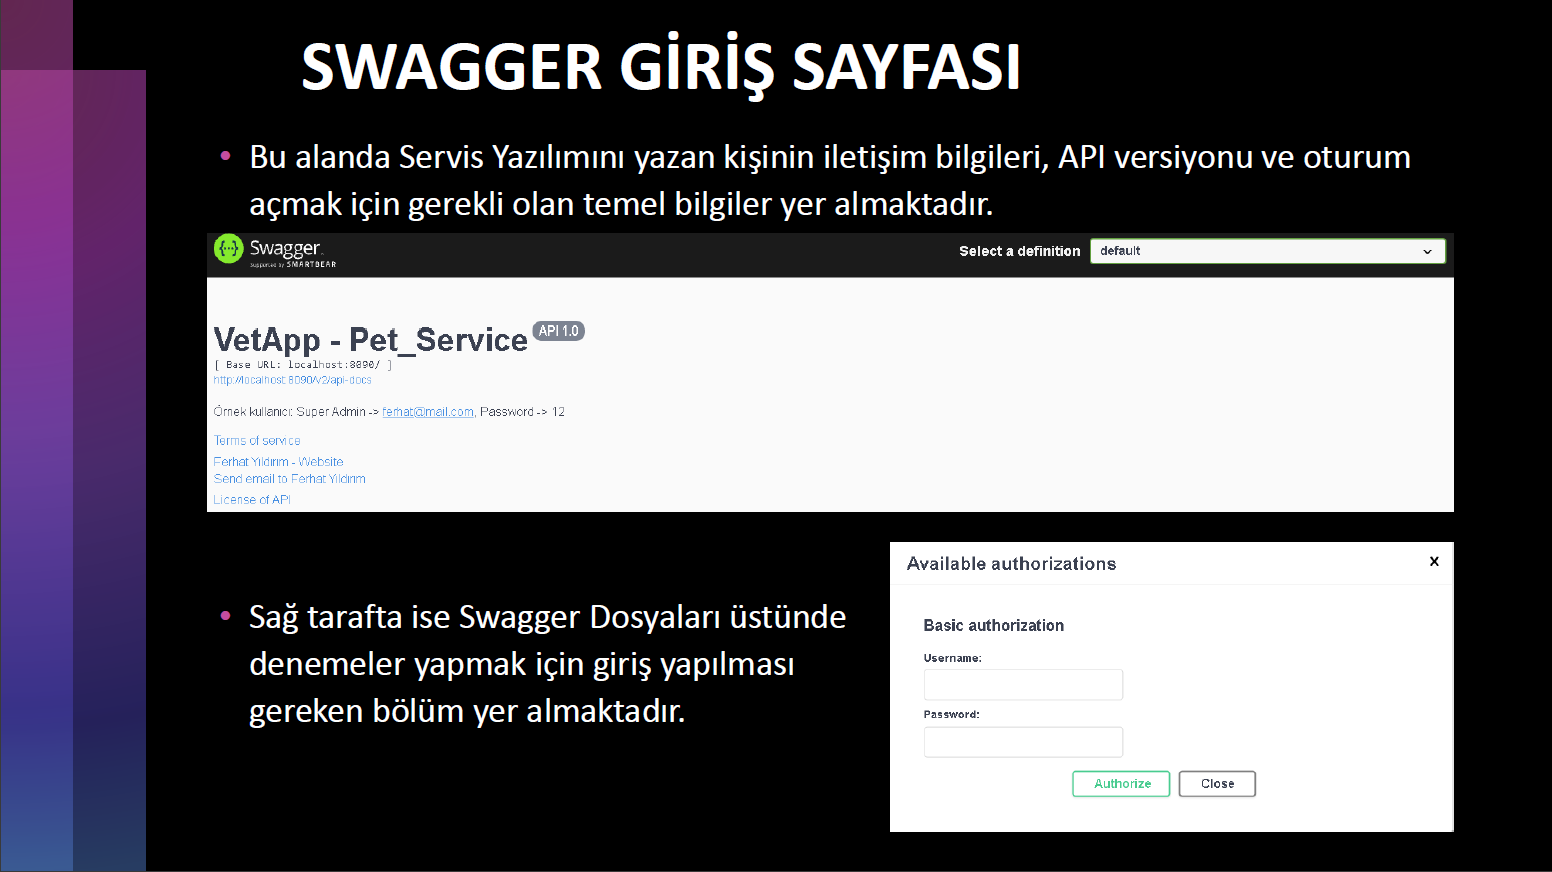 SWAGGER GİRİŞ SAYFASI
• Bu alanda Servis Yazılımını yazan kişinin iletişim bilgileri, API versiyonu ve oturum
açmak için gerekli olan temel bilgiler yer almaktadır.
Swagger
Supported by SMARTBEAR
Select a definition
default
VetApp - Pet_Service API 1.0
[ Base URL: localhost:8090/ ]
http://localhost:8090/v2/api-docs
Örnek kullanıcı: Super Admin -> ferhat@mail.com, Password -> 12
Terms of service
Ferhat Yıldırım - Website
Send email to Ferhat Yıldırım
License of API
• Sağ tarafta ise Swagger Dosyaları üstünde
denemeler yapmak için giriş yapılması
gereken bölüm yer almaktadır.
Available authorizations
X
Basic authorization
Username:
Password:
Authorize
Close